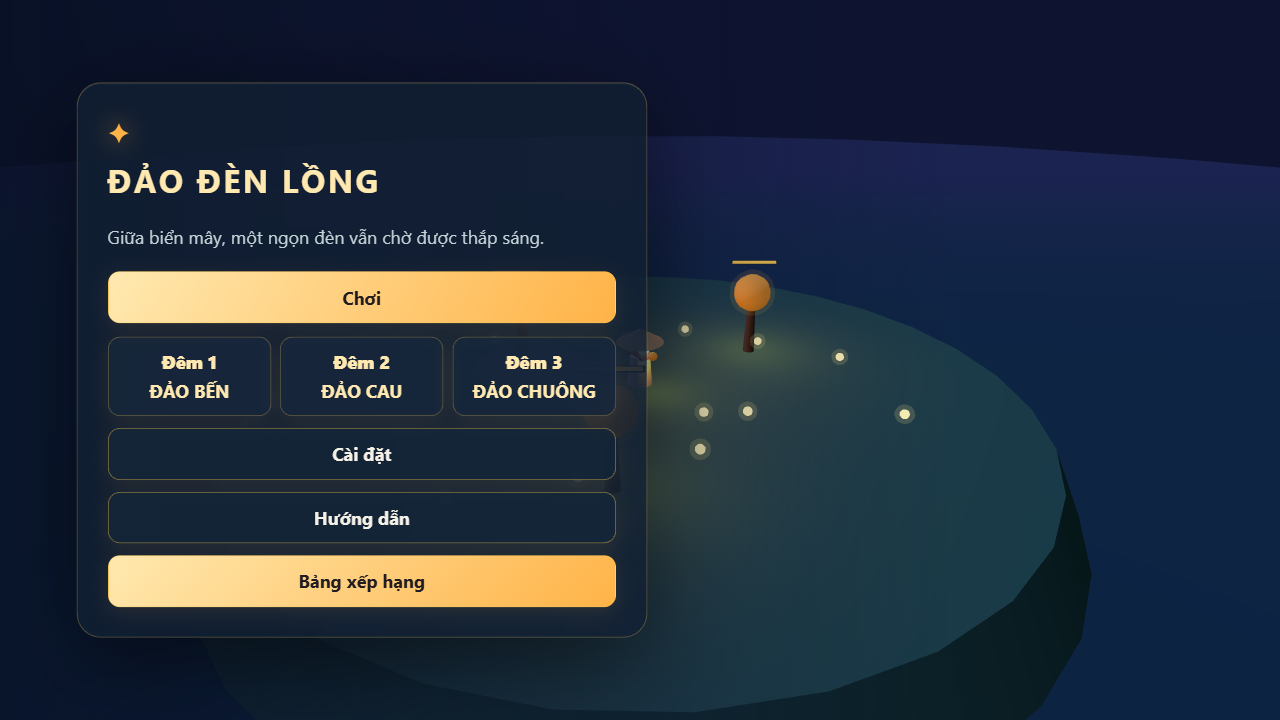 ĐẢO ĐÈN LỒNG
Giữa biển mây, một ngọn đèn vẫn chờ được thắp sáng.
Chơi
Đêm 1
ĐẢO BẾN
Đêm 2
ĐẢO CAU
Đêm 3
ĐẢO CHUÔNG
Cài đặt
Hướng dẫn
Bảng xếp hạng